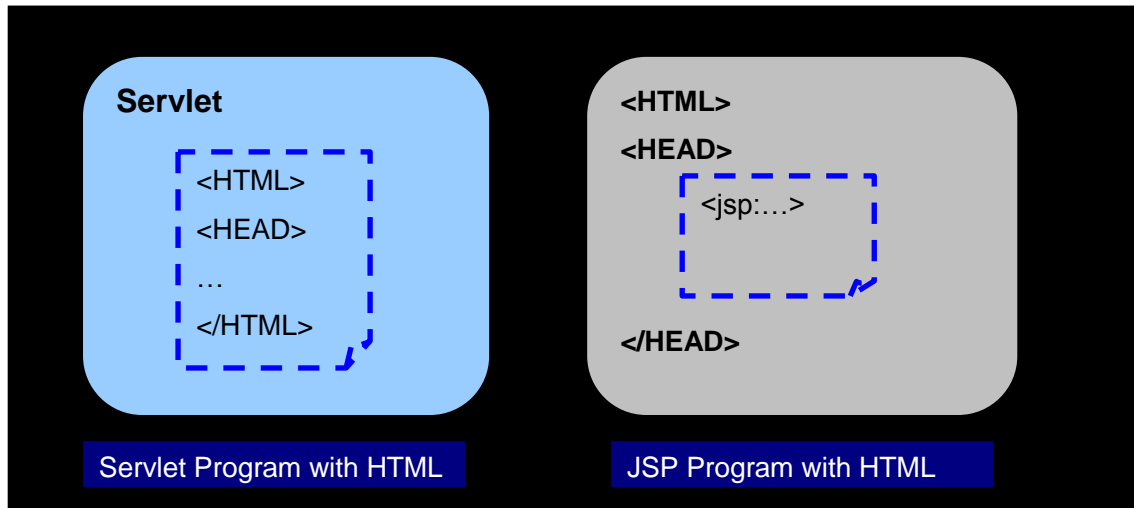 Servlet
<HTML>
<HEAD>
…
</HTML>
Servlet Program with HTML
<HTML>
<HEAD>
<jsp:…>
</HEAD>
JSP Program with HTML